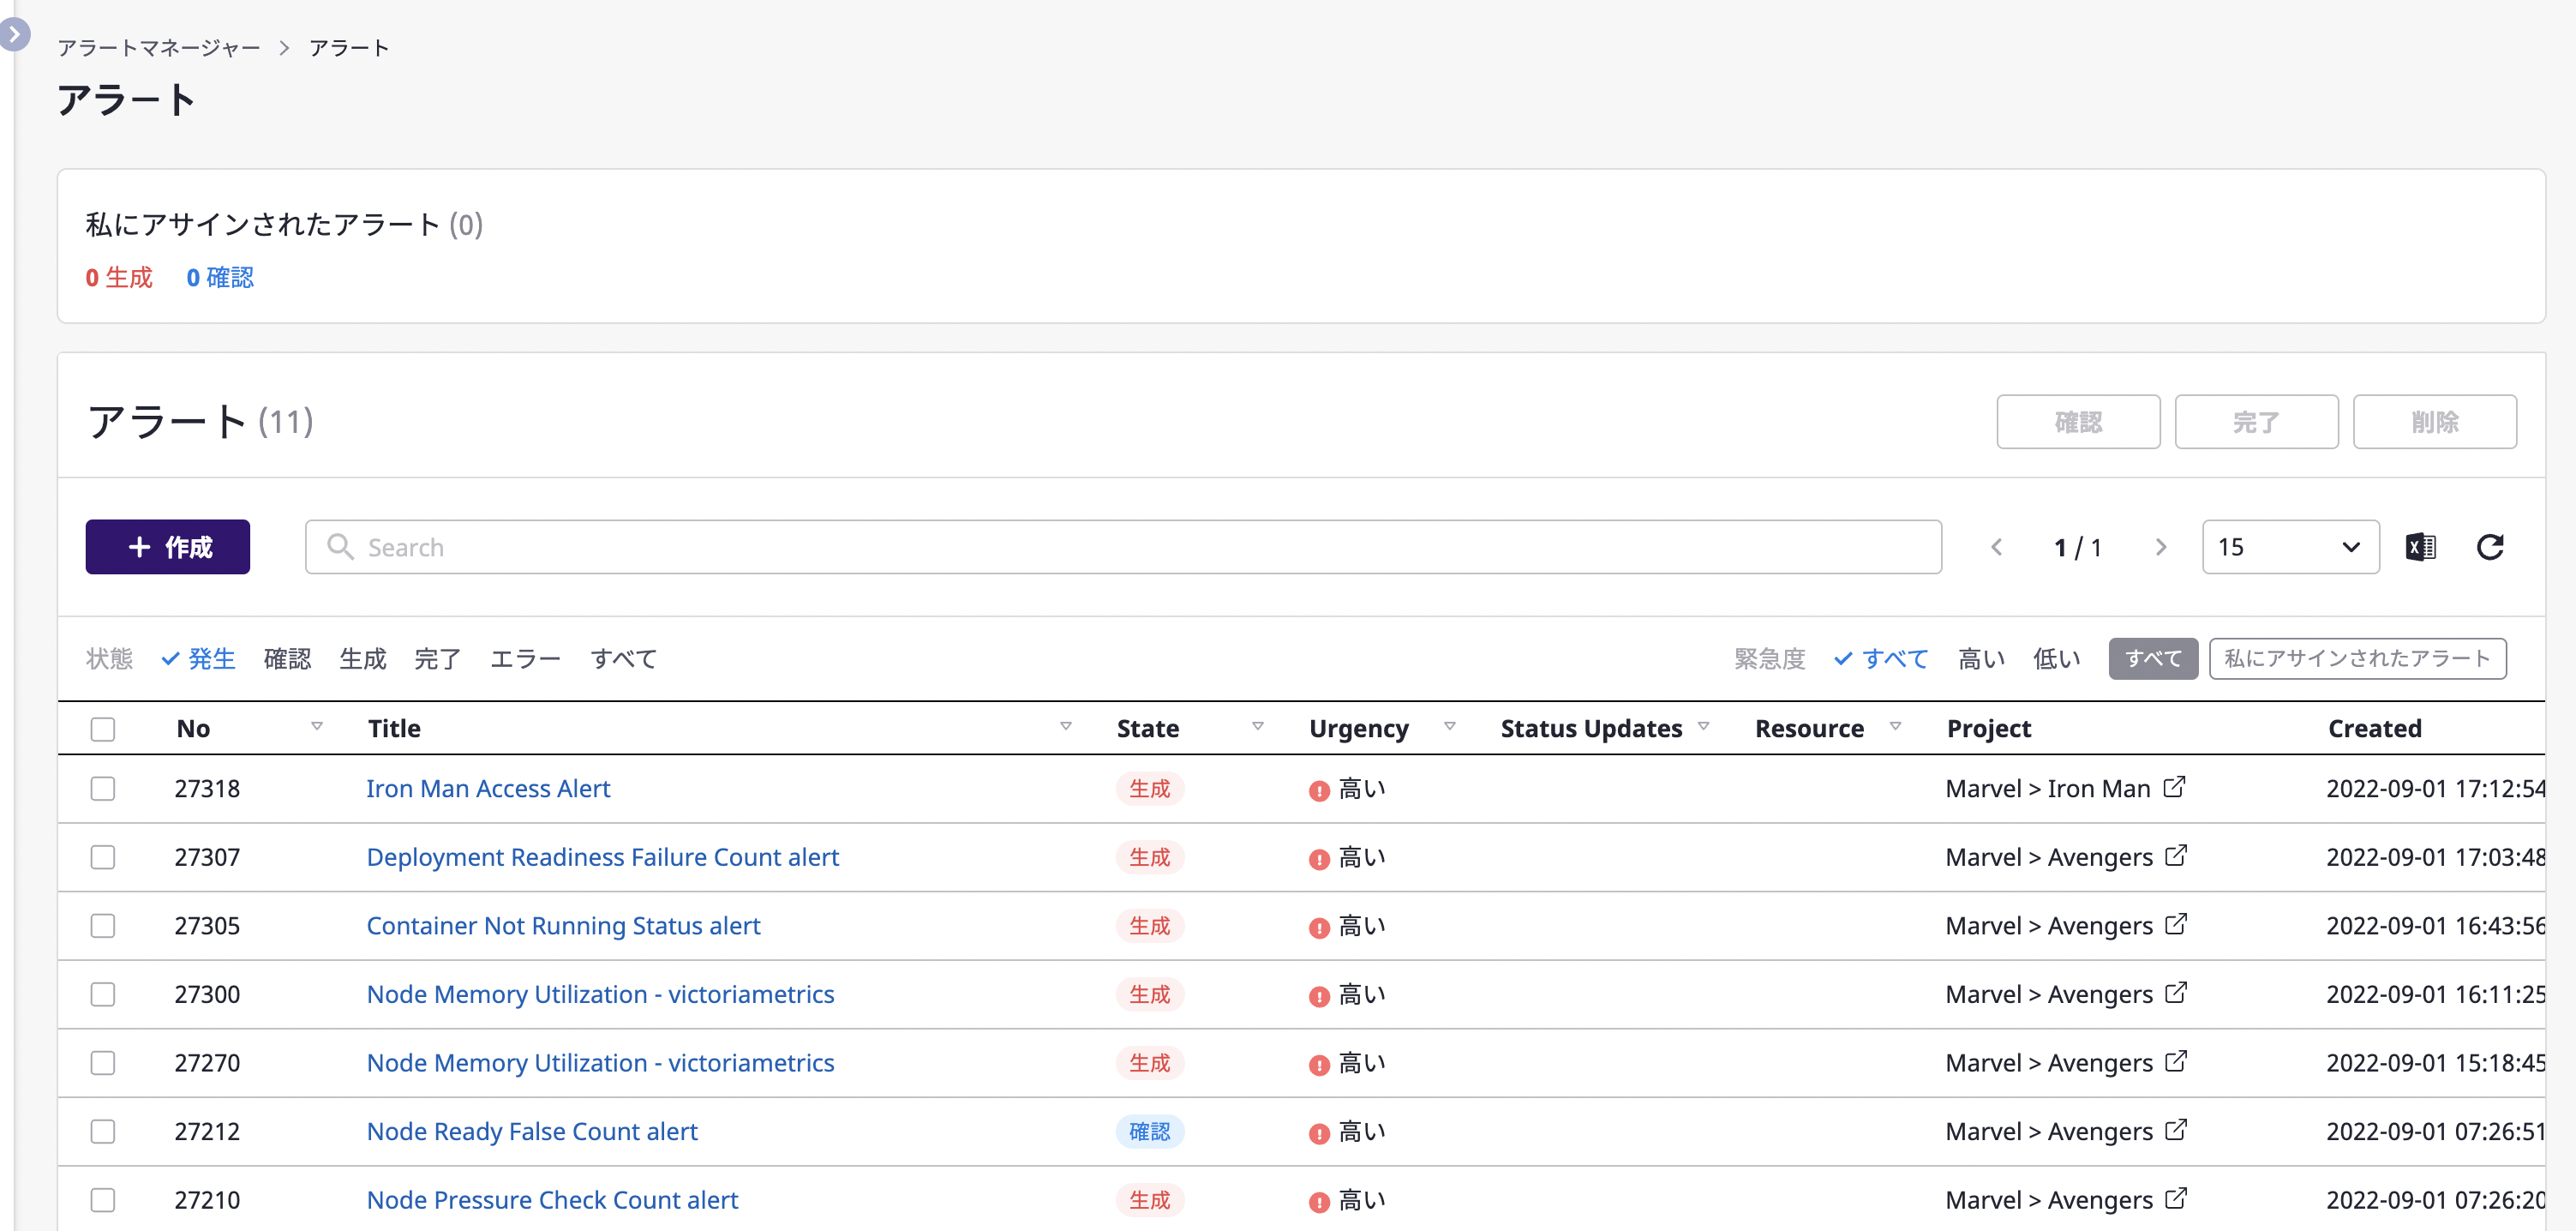 アラートマネージャー > アラート
アラート
私にアサインされたアラート (0)
0 生成 0 確認
アラート (11)
確認 完了 削除
+ 作成 Search 1 / 1 15
状態 発生 確認 生成 完了 エラー すべて 緊急度 すべて 高い 低い すべて 私にアサインされたアラート
No Title State Urgency Status Updates Resource Project Created
27318 Iron Man Access Alert 生成 高い Marvel > Iron Man 2022-09-01 17:12:54
27307 Deployment Readiness Failure Count alert 生成 高い Marvel > Avengers 2022-09-01 17:03:48
27305 Container Not Running Status alert 生成 高い Marvel > Avengers 2022-09-01 16:43:56
27300 Node Memory Utilization - victoriametrics 生成 高い Marvel > Avengers 2022-09-01 16:11:25
27270 Node Memory Utilization - victoriametrics 生成 高い Marvel > Avengers 2022-09-01 15:18:45
27212 Node Ready False Count alert 確認 高い Marvel > Avengers 2022-09-01 07:26:51
27210 Node Pressure Check Count alert 生成 高い Marvel > Avengers 2022-09-01 07:26:20